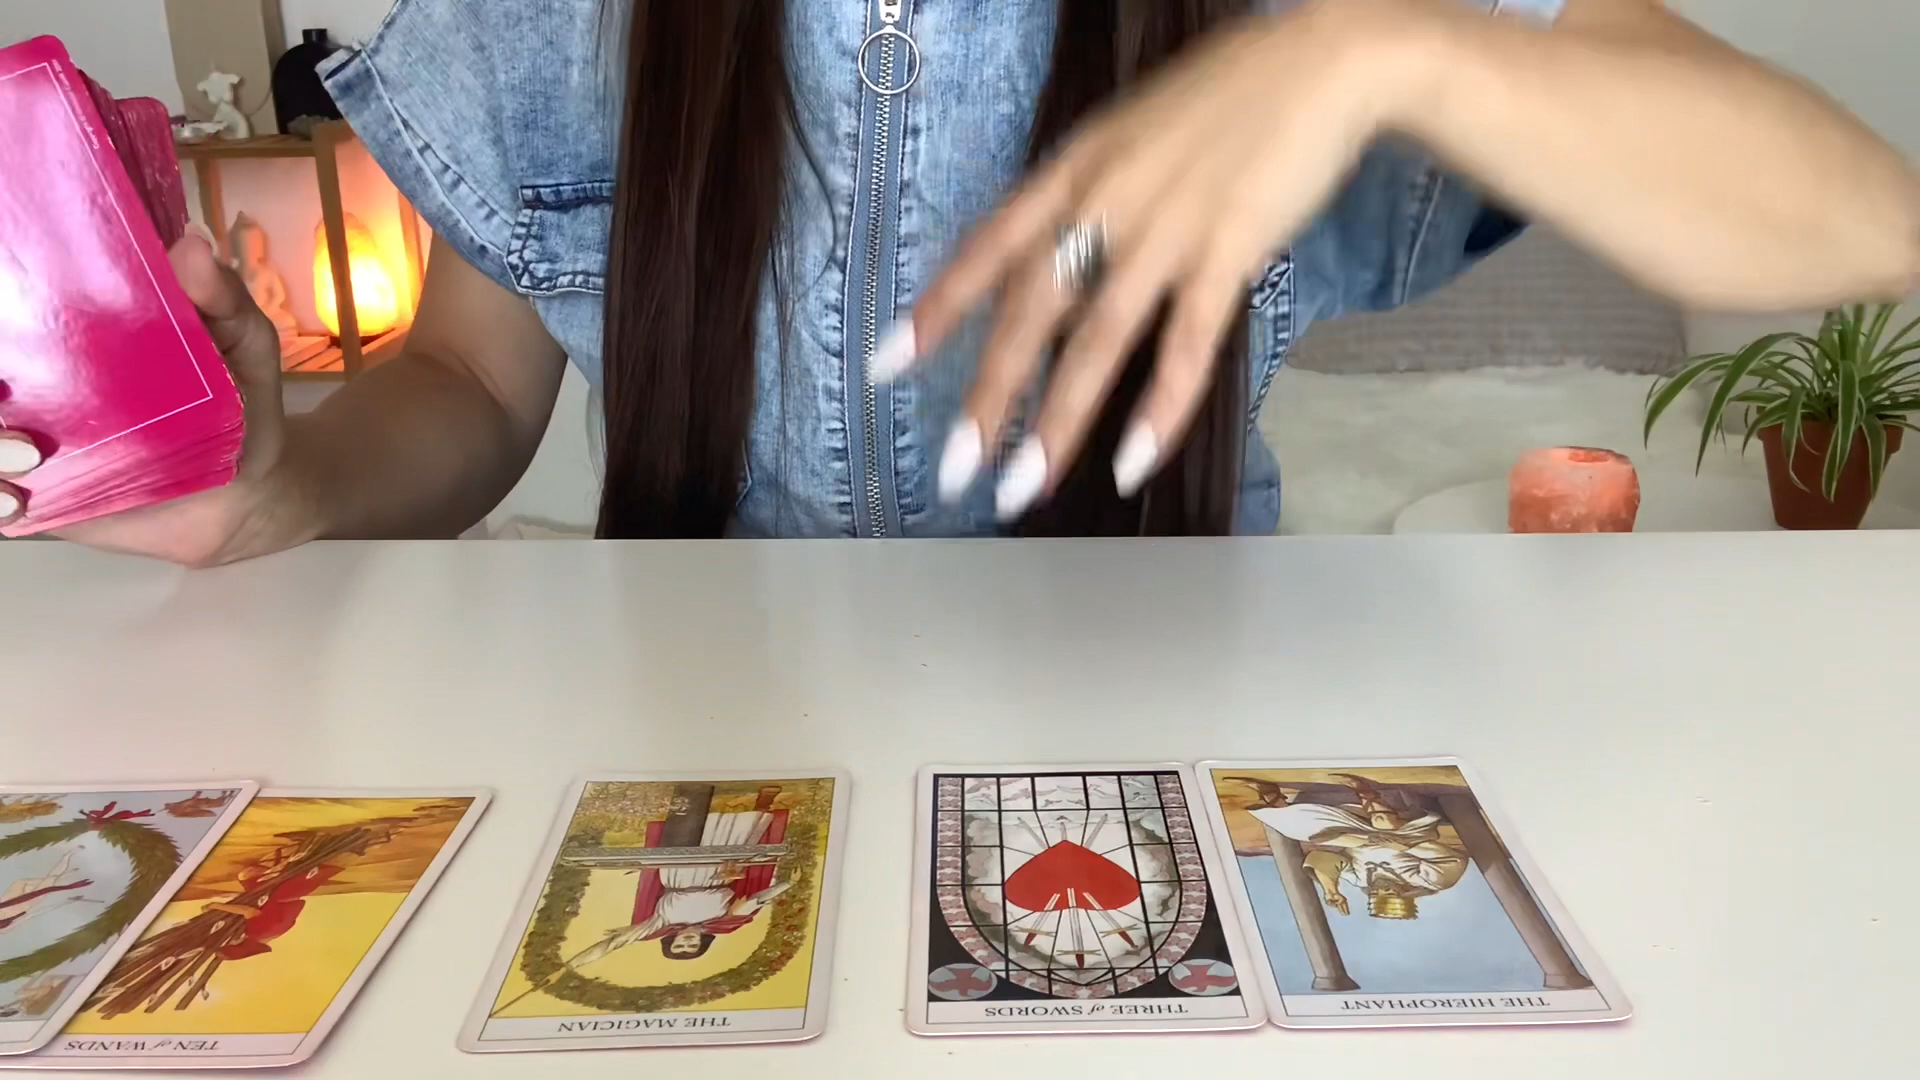 TEN of WANDS
THE MAGICIAN
THREE of SWORDS
THE HIEROPHANT